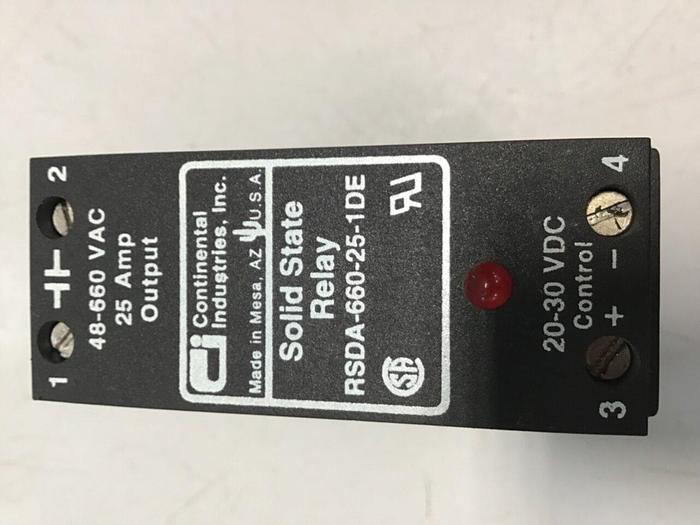 1 2
48-660 VAC
25 Amp
Output
Continental
Industries, Inc.
Made in Mesa, AZ U.S.A.
Solid State
Relay
RSDA-660-25-1DE
20-30 VDC
Control
+ −
3 4